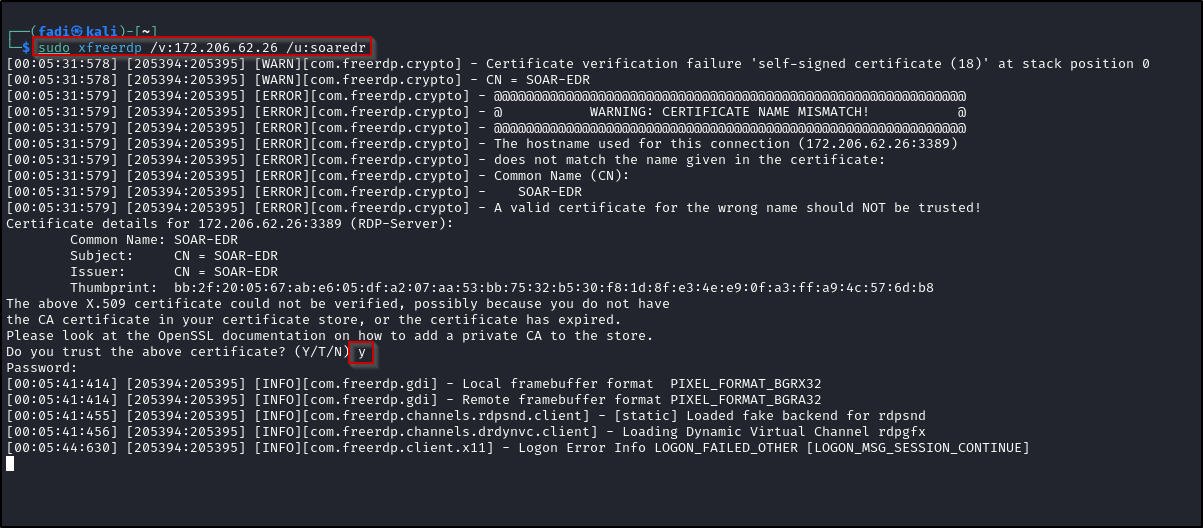 ┌──(fadi㉿kali)-[~]
└─$ sudo xfreerdp /v:172.206.62.26 /u:soaredr
[00:05:31:578] [205394:205395] [WARN][com.freerdp.crypto] - Certificate verification failure 'self-signed certificate (18)' at stack position 0
[00:05:31:578] [205394:205395] [WARN][com.freerdp.crypto] - CN = SOAR-EDR
[00:05:31:579] [205394:205395] [ERROR][com.freerdp.crypto] - @@@@@@@@@@@@@@@@@@@@@@@@@@@@@@@@@@@@@@@@@@@@@@@@@@@@@@@@@@@
[00:05:31:579] [205394:205395] [ERROR][com.freerdp.crypto] - @           WARNING: CERTIFICATE NAME MISMATCH!           @
[00:05:31:579] [205394:205395] [ERROR][com.freerdp.crypto] - @@@@@@@@@@@@@@@@@@@@@@@@@@@@@@@@@@@@@@@@@@@@@@@@@@@@@@@@@@@
[00:05:31:579] [205394:205395] [ERROR][com.freerdp.crypto] - The hostname used for this connection (172.206.62.26:3389)
[00:05:31:579] [205394:205395] [ERROR][com.freerdp.crypto] - does not match the name given in the certificate:
[00:05:31:579] [205394:205395] [ERROR][com.freerdp.crypto] - Common Name (CN):
[00:05:31:579] [205394:205395] [ERROR][com.freerdp.crypto] -    SOAR-EDR
[00:05:31:579] [205394:205395] [ERROR][com.freerdp.crypto] - A valid certificate for the wrong name should NOT be trusted!
Certificate details for 172.206.62.26:3389 (RDP-Server):
        Common Name: SOAR-EDR
        Subject:     CN = SOAR-EDR
        Issuer:      CN = SOAR-EDR
        Thumbprint:  bb:2f:20:05:67:ab:e6:05:df:a2:07:aa:53:bb:75:32:b5:30:f8:1d:8f:e3:4e:e9:0f:a3:ff:a9:4c:57:6d:b8
The above X.509 certificate could not be verified, possibly because you do not have
the CA certificate in your certificate store, or the certificate has expired.
Please look at the OpenSSL documentation on how to add a private CA to the store.
Do you trust the above certificate? (Y/T/N) y
Password:
[00:05:41:414] [205394:205395] [INFO][com.freerdp.gdi] - Local framebuffer format  PIXEL_FORMAT_BGRX32
[00:05:41:414] [205394:205395] [INFO][com.freerdp.gdi] - Remote framebuffer format PIXEL_FORMAT_BGRA32
[00:05:41:455] [205394:205395] [INFO][com.freerdp.channels.rdpsnd.client] - [static] Loaded fake backend for rdpsnd
[00:05:41:456] [205394:205395] [INFO][com.freerdp.channels.drdynvc.client] - Loading Dynamic Virtual Channel rdpgfx
[00:05:44:630] [205394:205395] [INFO][com.freerdp.client.x11] - Logon Error Info LOGON_FAILED_OTHER [LOGON_MSG_SESSION_CONTINUE]